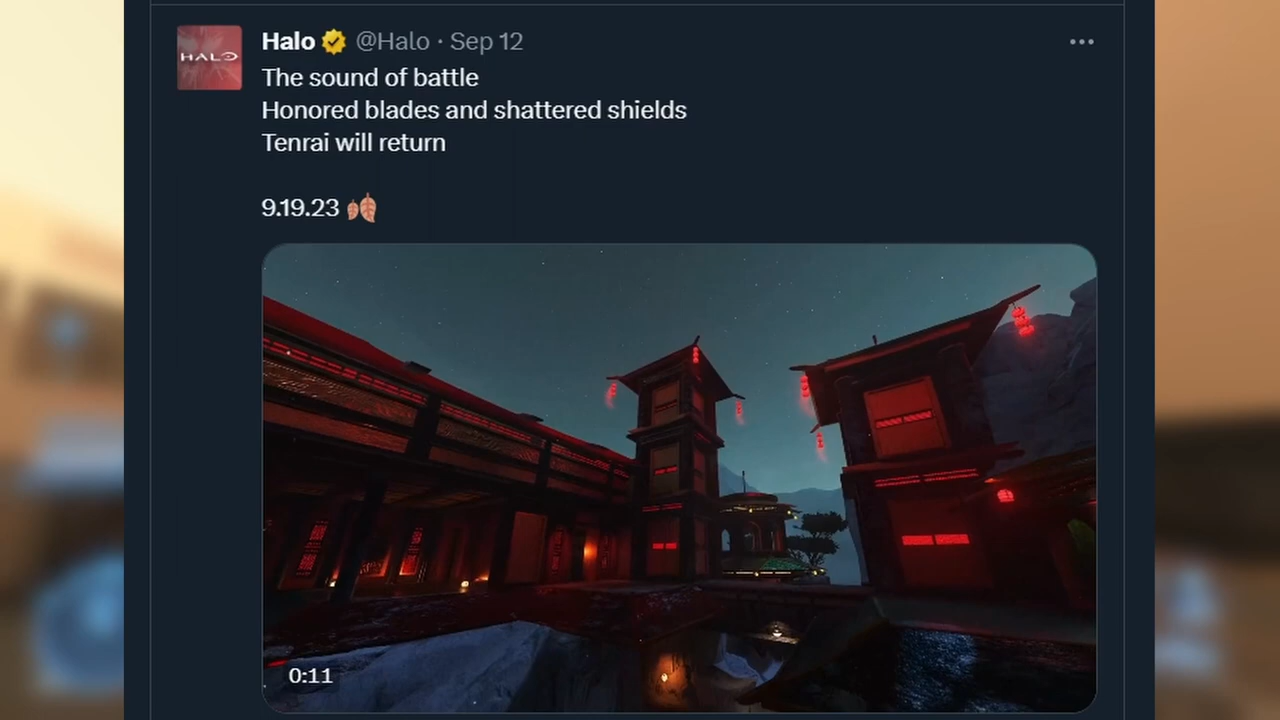 HALO
Halo @Halo · Sep 12
The sound of battle
Honored blades and shattered shields
Tenrai will return
9.19.23
0:11